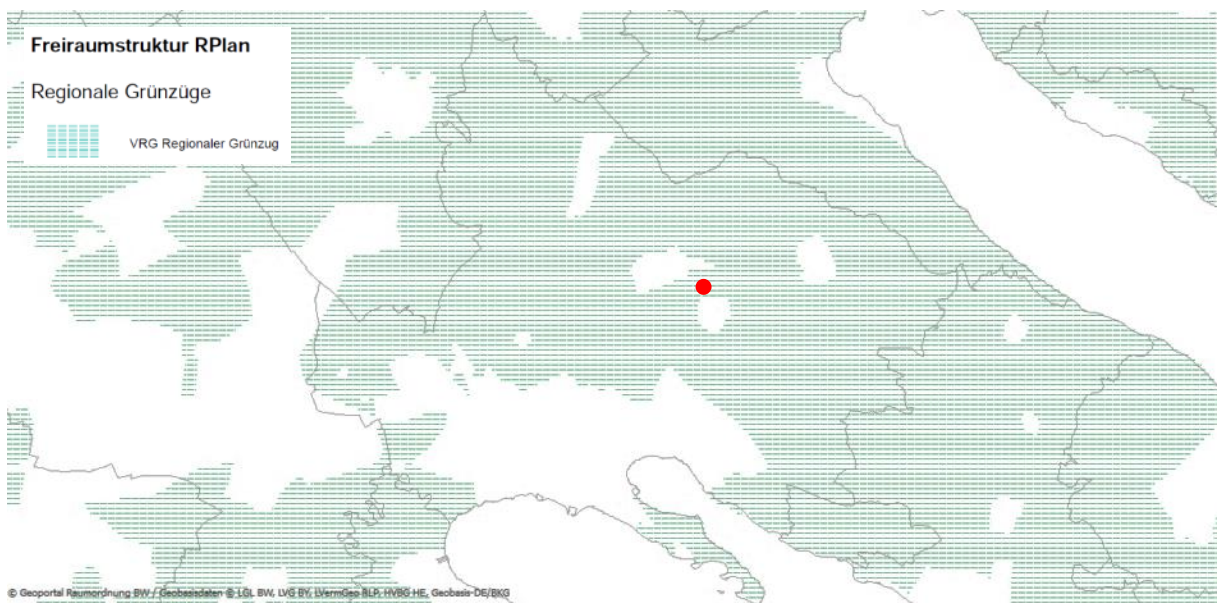 Freiraumstruktur RPlan
Regionale Grünzüge
VRG Regionaler Grünzug
© Geoportal Raumordnung BW / Geobasisdaten © LGL BW, LVG BY, LVermGeo RLP, HVBG HE, Geobasis-DE/BKG